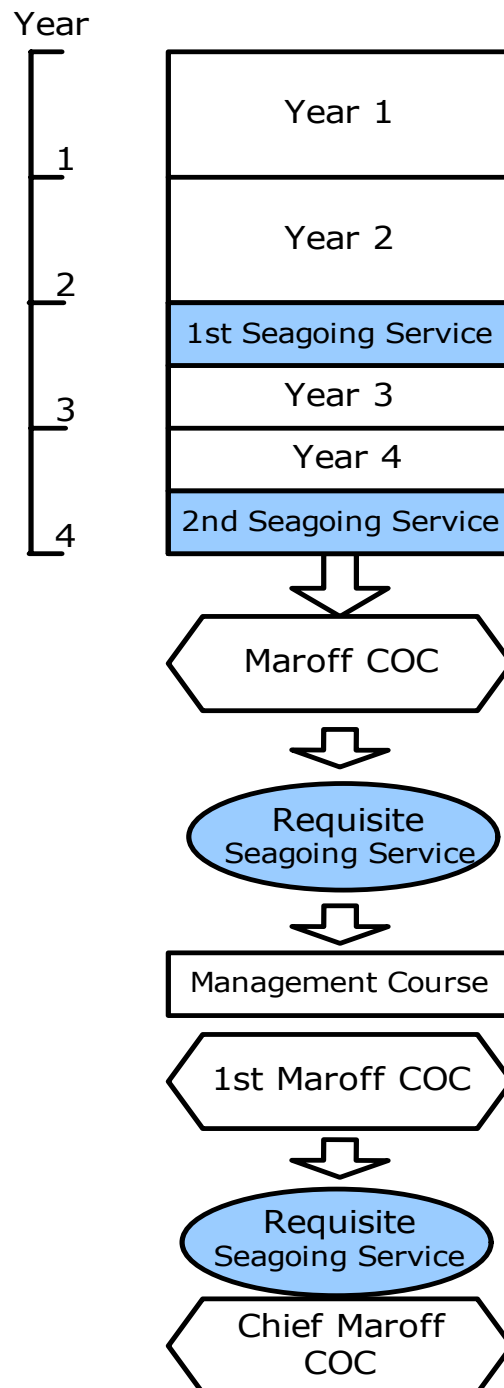 Year
Year 1
1
Year 2
2
1st Seagoing Service
Year 3
3
Year 4
2nd Seagoing Service
4
Maroff COC
Requisite
Seagoing Service
Management Course
1st Maroff COC
Requisite
Seagoing Service
Chief Maroff
COC